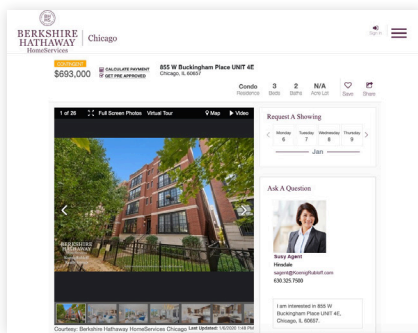 BERKSHIRE
HATHAWAY
HomeServices
Chicago
Sign In
$693,000
CALCULATE PAYMENT
GET PRE APPROVED
855 W Buckingham Place UNIT 4E
Chicago, IL 60657
Condo
Residence
3
Beds
2
Baths
N/A
Acre Lot
Save
Share
1 of 26
Full Screen Photos
Virtual Tour
Map
Video
BERKSHIRE
HATHAWAY
Courtesy: Berkshire Hathaway HomeServices Chicago
Last Updated: 1/6/2020 1:48 PM
Request A Showing
Monday
6
Tuesday
7
Wednesday
8
Thursday
9
Jan
Ask A Question
Susy Agent
Hinsdale
sagent@KoenigRubloff.com
630.325.7500
I am interested in 855 W
Buckingham Place UNIT 4E,
Chicago, IL 60657.